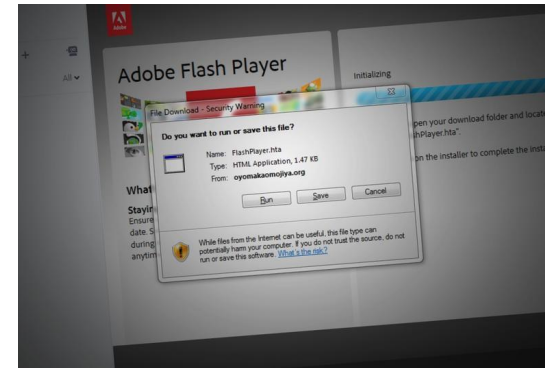 Adobe
All
Adobe Flash Player
Initializing
File Download - Security Warning
Do you want to run or save this file?
Name: FlashPlayer.hta
Type: HTML Application, 1.47 KB
From: oyomakaomojiya.org
Run
Save
Cancel
While files from the Internet can be useful, this file type can
potentially harm your computer. If you do not trust the source, do not
run or save this software. What's the risk?
pen your download folder and locate
hPlayer.hta".
on the installer to complete the insta
What
Stayin
Ensure
date. S
during
anytim